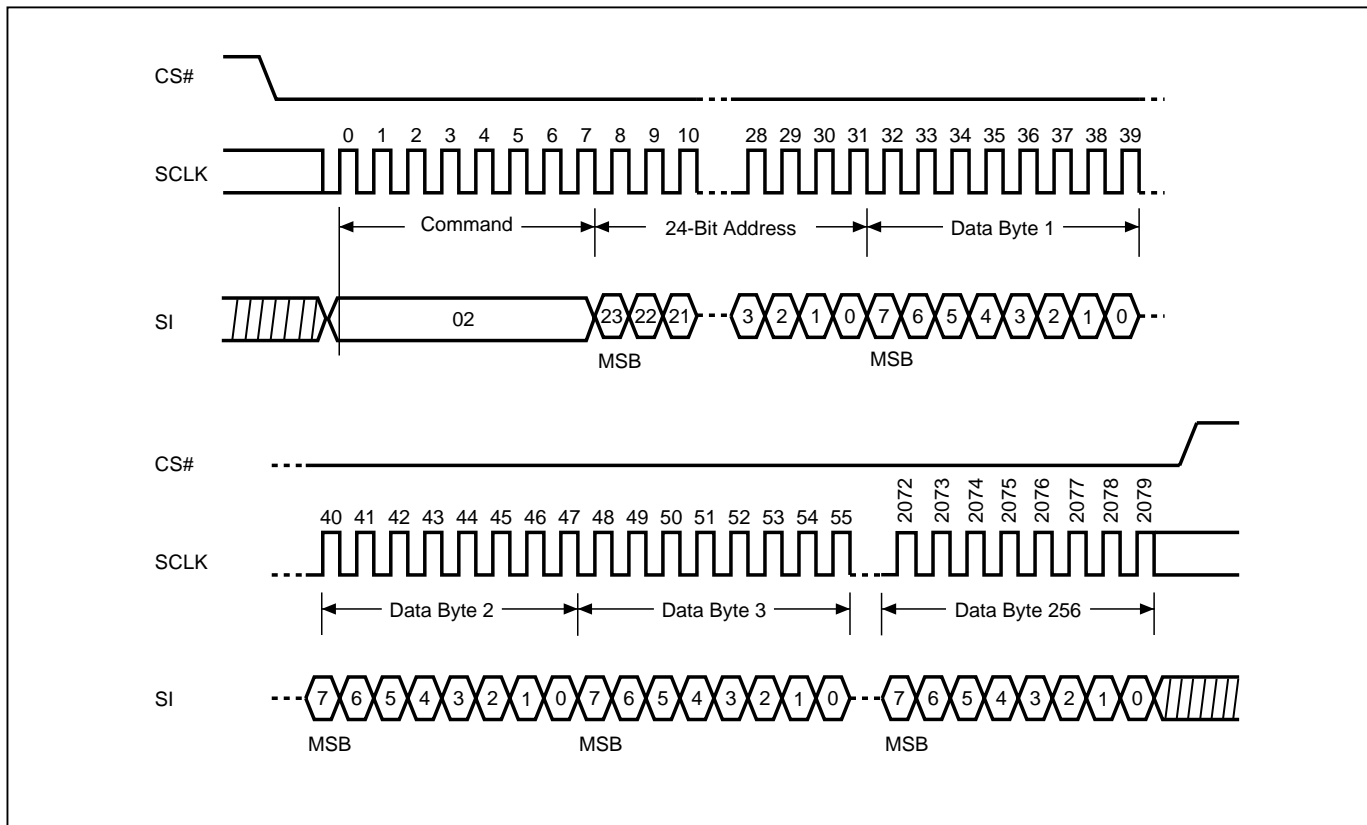 CS#
0 1 2 3 4 5 6 7 8 9 10 28 29 30 31 32 33 34 35 36 37 38 39
SCLK
Command 24-Bit Address Data Byte 1
SI 02 23 22 21 3 2 1 0 7 6 5 4 3 2 1 0
MSB MSB
CS#
40 41 42 43 44 45 46 47 48 49 50 51 52 53 54 55 2072 2073 2074 2075 2076 2077 2078 2079
SCLK
Data Byte 2 Data Byte 3 Data Byte 256
SI 7 6 5 4 3 2 1 0 7 6 5 4 3 2 1 0 7 6 5 4 3 2 1 0
MSB MSB MSB